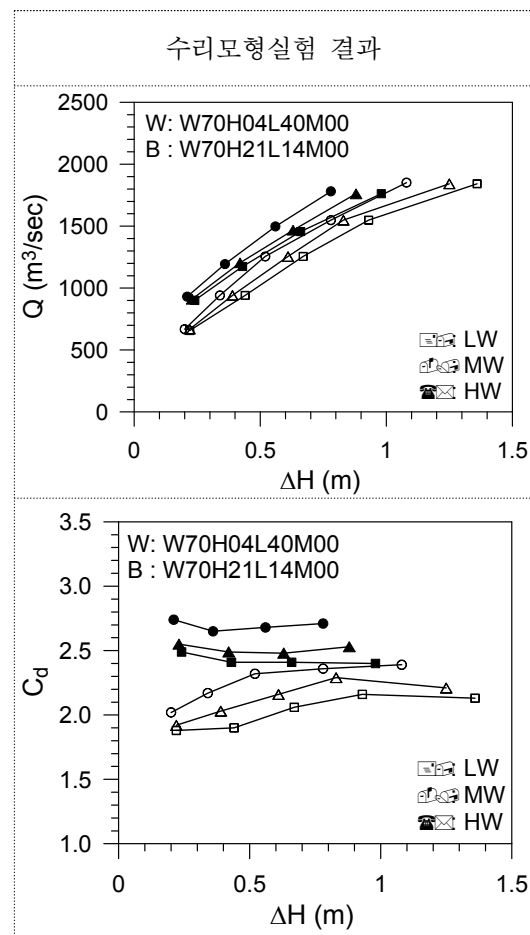 수리모형실험 결과
2500
2000
1500
1000
500
0
Q (m³/sec)
W: W70H04L40M00
B : W70H21L14M00
LW
MW
HW
0
0.5
1
1.5
ΔH (m)
3.5
3.0
2.5
2.0
1.5
1.0
C_d
W: W70H04L40M00
B : W70H21L14M00
LW
MW
HW
0
0.5
1
1.5
ΔH (m)